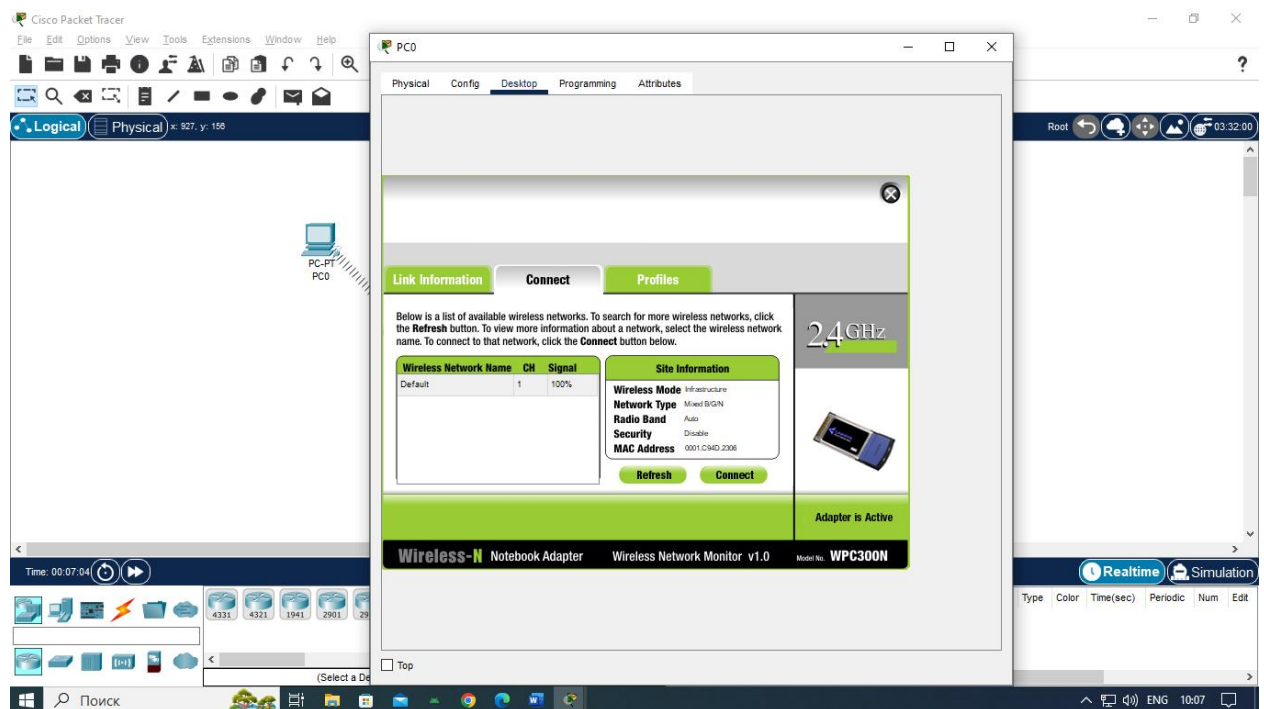 Cisco Packet Tracer
File Edit Options View Tools Extensions Window Help
PC0
Physical Config Desktop Programming Attributes
Logical Physical x: 927, y: 156
Root 03:32:00
PC-PT
PC0
Link Information Connect Profiles
Below is a list of available wireless networks. To search for more wireless networks, click
the Refresh button. To view more information about a network, select the wireless network
name. To connect to that network, click the Connect button below.
2.4GHz
Wireless Network Name CH Signal
Default 1 100%
Site Information
Wireless Mode Infrastructure
Network Type Mixed B/G/N
Radio Band Auto
Security Disable
MAC Address 0001.C94D.2306
Refresh Connect
Adapter is Active
Wireless-N Notebook Adapter Wireless Network Monitor v1.0 Model No. WPC300N
Time: 00:07:04
Realtime Simulation
4331 4321 1941 2901 29
Type Color Time(sec) Periodic Num Edit
(Select a De
Top
Поиск
ENG 10:07